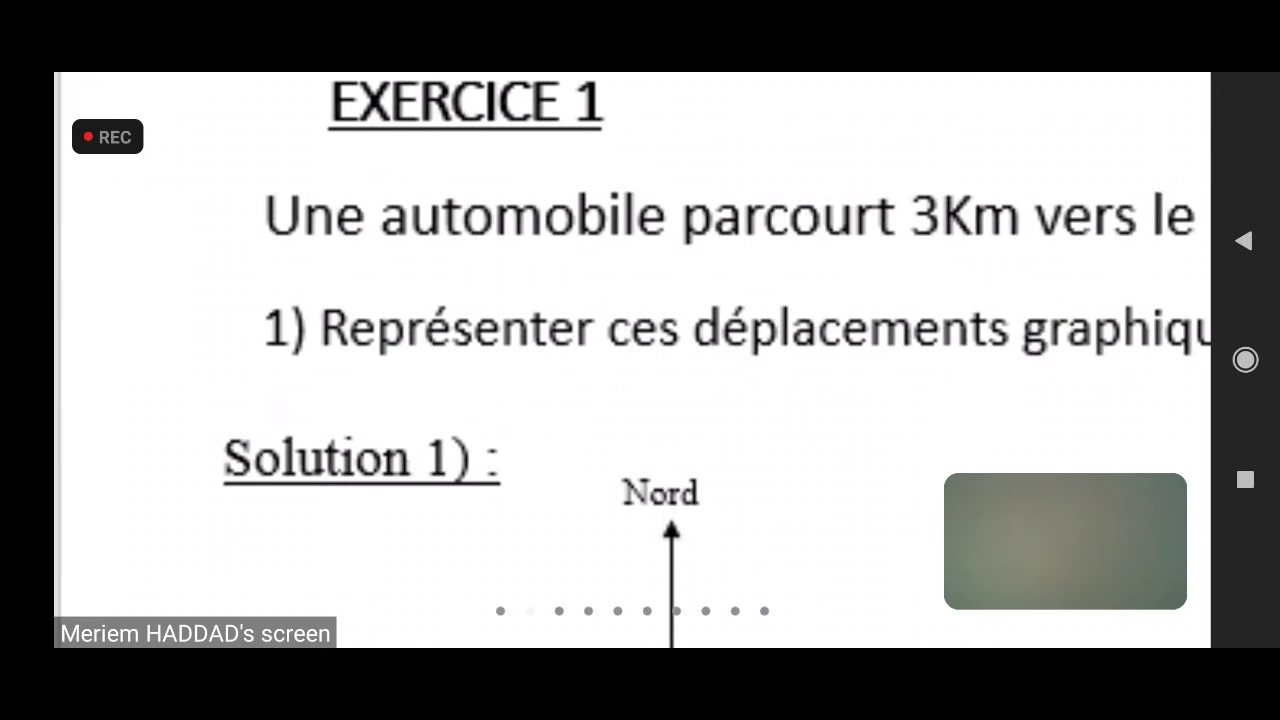 EXERCICE 1
REC
Une automobile parcourt 3Km vers le
1) Représenter ces déplacements graphiqu
Solution 1) :
Nord
Meriem HADDAD's screen